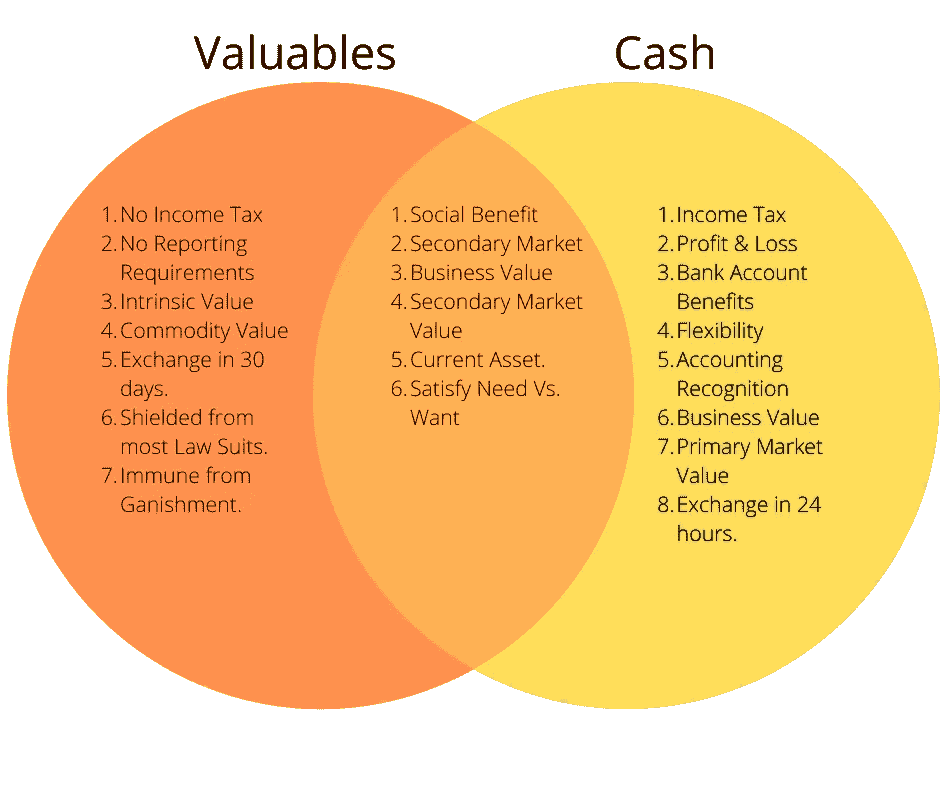 Valuables
Cash
1. No Income Tax
2. No Reporting
Requirements
3. Intrinsic Value
4. Commodity Value
5. Exchange in 30
days.
6. Shielded from
most Law Suits.
7. Immune from
Ganishment.
1. Social Benefit
2. Secondary Market
3. Business Value
4. Secondary Market
Value
5. Current Asset.
6. Satisfy Need Vs.
Want
1. Income Tax
2. Profit & Loss
3. Bank Account
Benefits
4. Flexibility
5. Accounting
Recognition
6. Business Value
7. Primary Market
Value
8. Exchange in 24
hours.